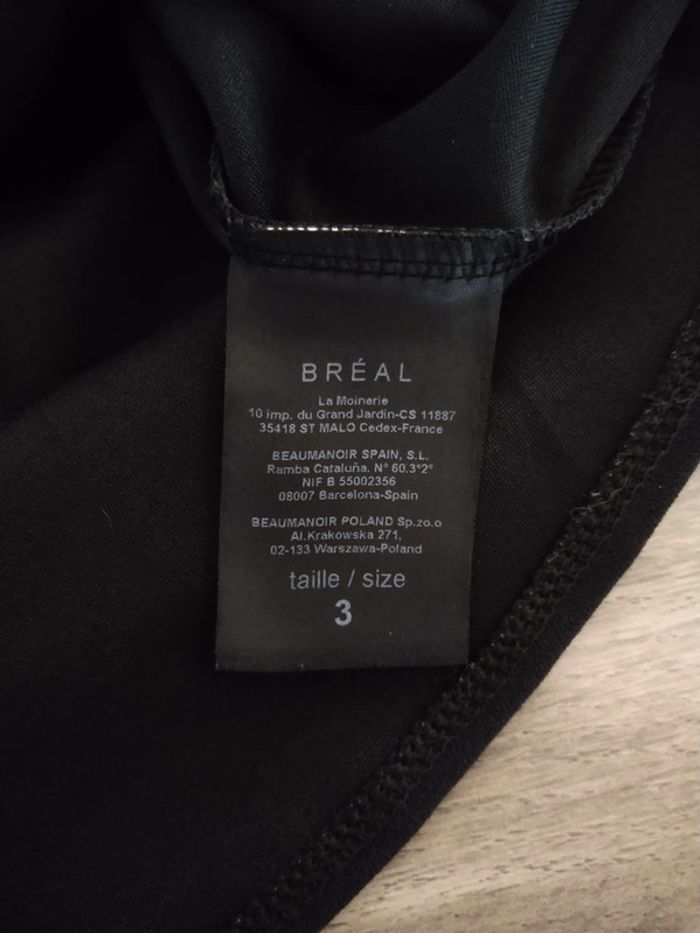 BRÉAL
La Moinerie
10 imp. du Grand Jardin-CS 11887
35418 ST MALO Cedex-France
BEAUMANOIR SPAIN, S.L.
Ramba Cataluña. N° 60.3°2°
NIF B 55002356
08007 Barcelona-Spain
BEAUMANOIR POLAND Sp.zo.o
Al.Krakowska 271,
02-133 Warszawa-Poland
taille / size
3